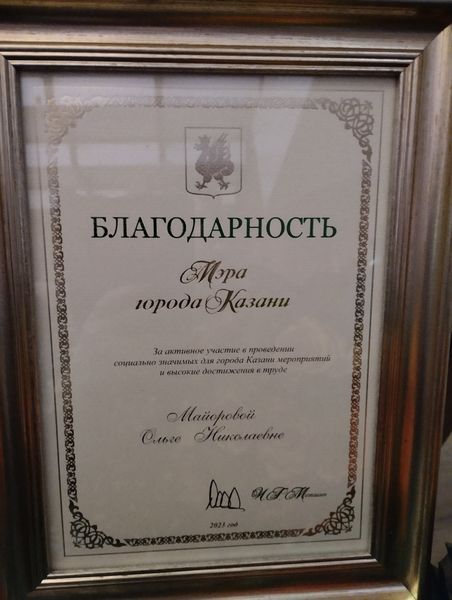 БЛАГОДАРНОСТЬ
Мэра
города Казани
За активное участие в проведении
социально значимых для города Казани мероприятий
и высокие достижения в труде
Майоровой
Ольге Николаевне
И Г Метшин
2023 год